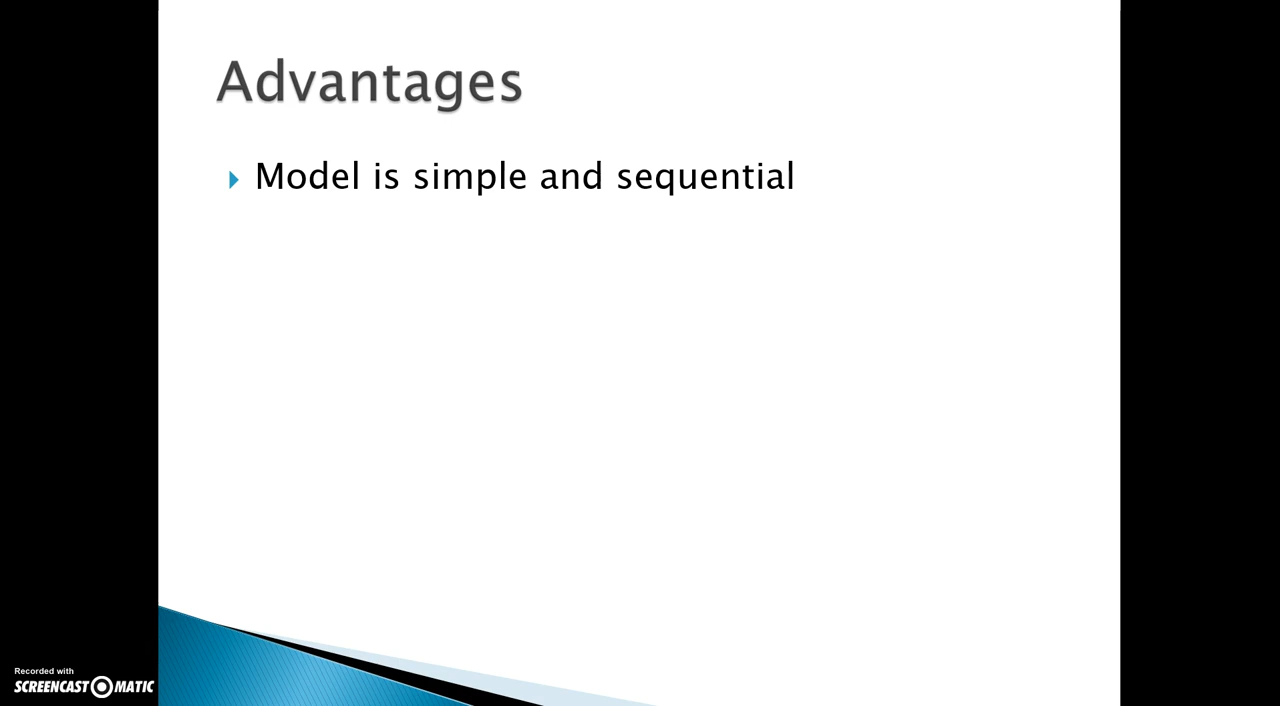 Advantages
Model is simple and sequential
Recorded with
SCREENCAST MATIC